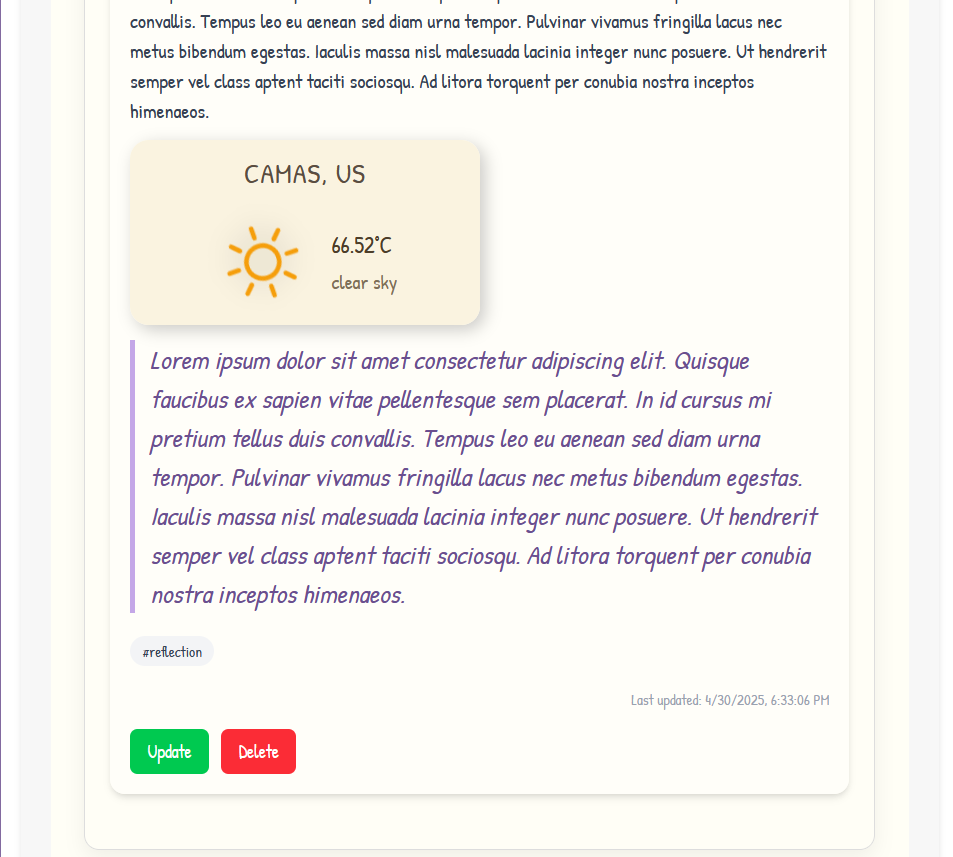 convallis. Tempus leo eu aenean sed diam urna tempor. Pulvinar vivamus fringilla lacus nec
metus bibendum egestas. Iaculis massa nisl malesuada lacinia integer nunc posuere. Ut hendrerit
semper vel class aptent taciti sociosqu. Ad litora torquent per conubia nostra inceptos
himenaeos.
CAMAS, US
66.52°C
clear sky
Lorem ipsum dolor sit amet consectetur adipiscing elit. Quisque
faucibus ex sapien vitae pellentesque sem placerat. In id cursus mi
pretium tellus duis convallis. Tempus leo eu aenean sed diam urna
tempor. Pulvinar vivamus fringilla lacus nec metus bibendum egestas.
Iaculis massa nisl malesuada lacinia integer nunc posuere. Ut hendrerit
semper vel class aptent taciti sociosqu. Ad litora torquent per conubia
nostra inceptos himenaeos.
#reflection
Last updated: 4/30/2025, 6:33:06 PM
Update Delete